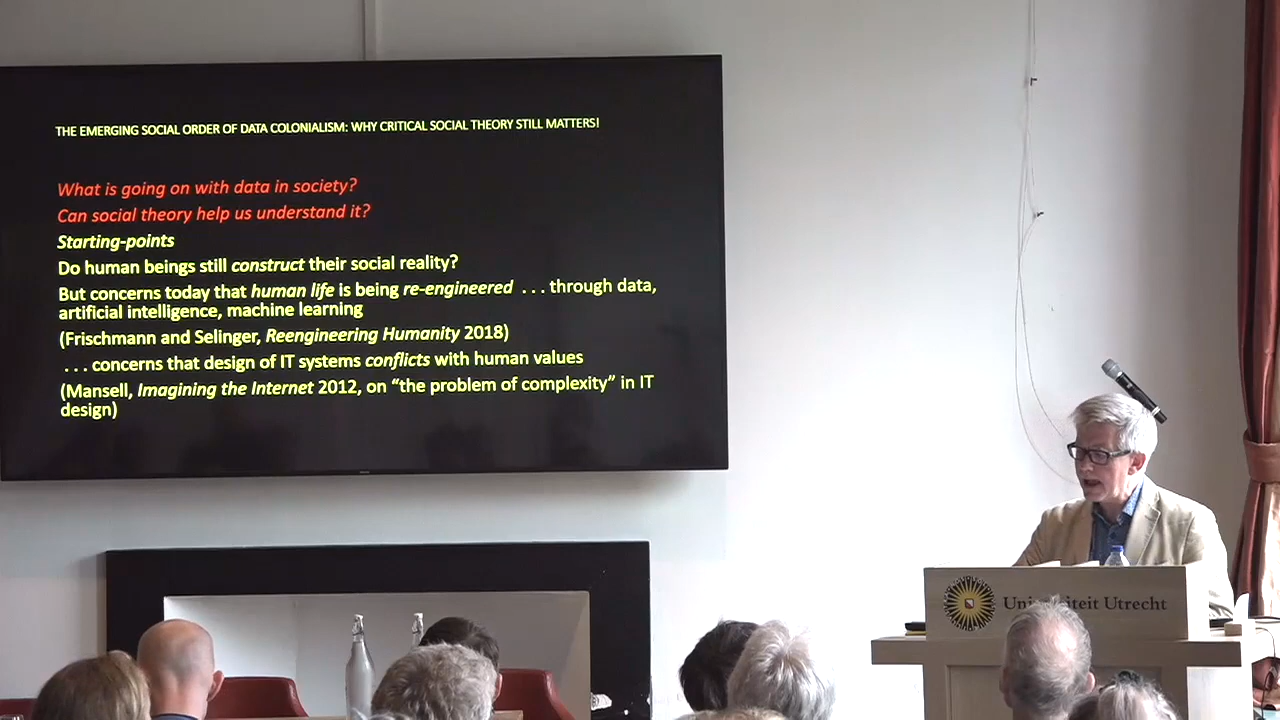 THE EMERGING SOCIAL ORDER OF DATA COLONIALISM: WHY CRITICAL SOCIAL THEORY STILL MATTERS!
What is going on with data in society?
Can social theory help us understand it?
Starting-points
Do human beings still construct their social reality?
But concerns today that human life is being re-engineered ... through data,
artificial intelligence, machine learning
(Frischmann and Selinger, Reengineering Humanity 2018)
... concerns that design of IT systems conflicts with human values
(Mansell, Imagining the Internet 2012, on “the problem of complexity” in IT
design)
Utrecht